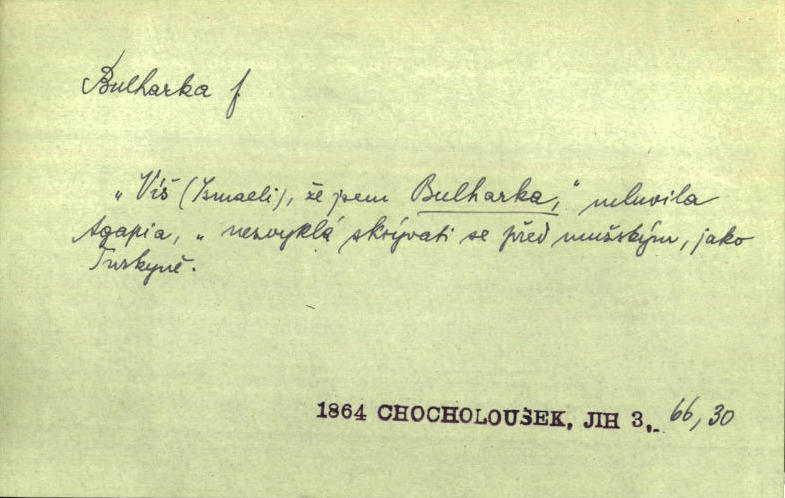 Bulharka f
„Víš (Ismaeli), že jsem Bulharka,“ mluvila
Agapia, „nezvyklá skrývati se před mužským, jako
Turkyně.
1864 CHOCHOLOUŠEK, JIH 3,. 66,30